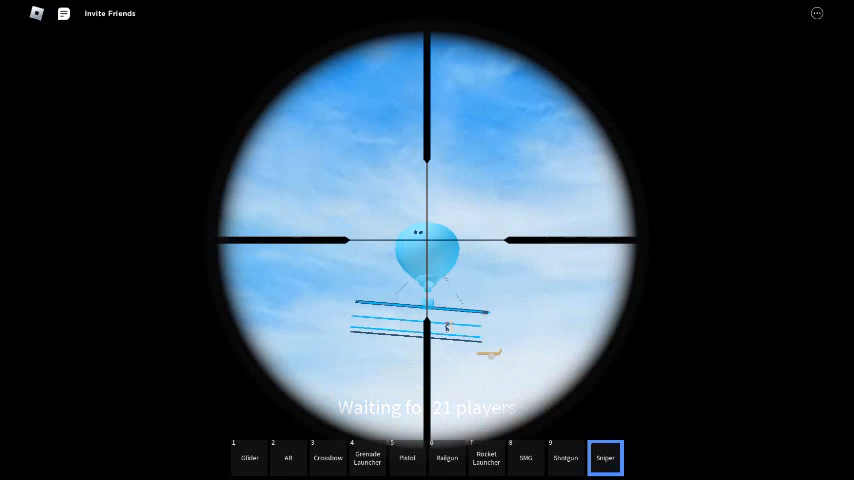 Invite Friends
Waiting for 21 players
1 2 3 4 5 6 7 8 9
Glider AR Crossbow Grenade Launcher Pistol Railgun Rocket Launcher SMG Shotgun Sniper